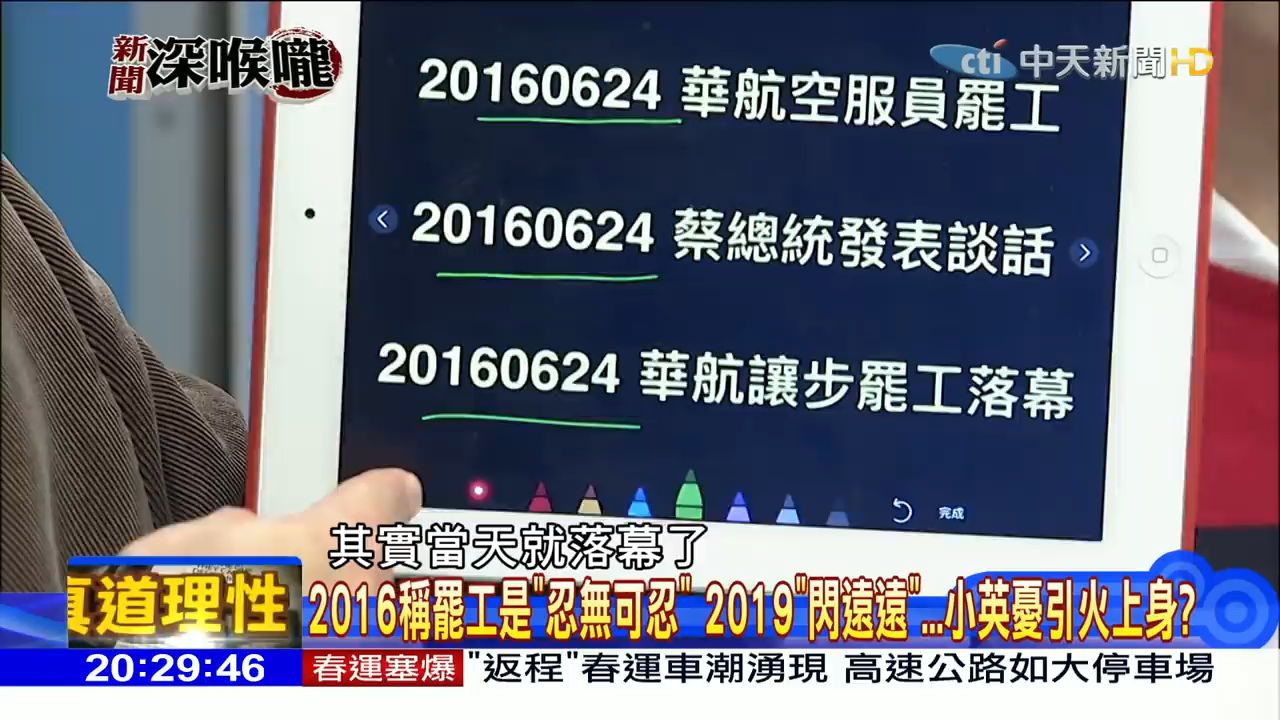 新聞深喉嚨
cti 中天新聞HD
20160624 華航空服員罷工
20160624 蔡總統發表談話
20160624 華航讓步罷工落幕
完成
其實當天就落幕了
真道理性
2016稱罷工是"忍無可忍" 2019"閃遠遠"...小英憂引火上身?
20:29:46
春運塞爆 "返程"春運車潮湧現 高速公路如大停車場